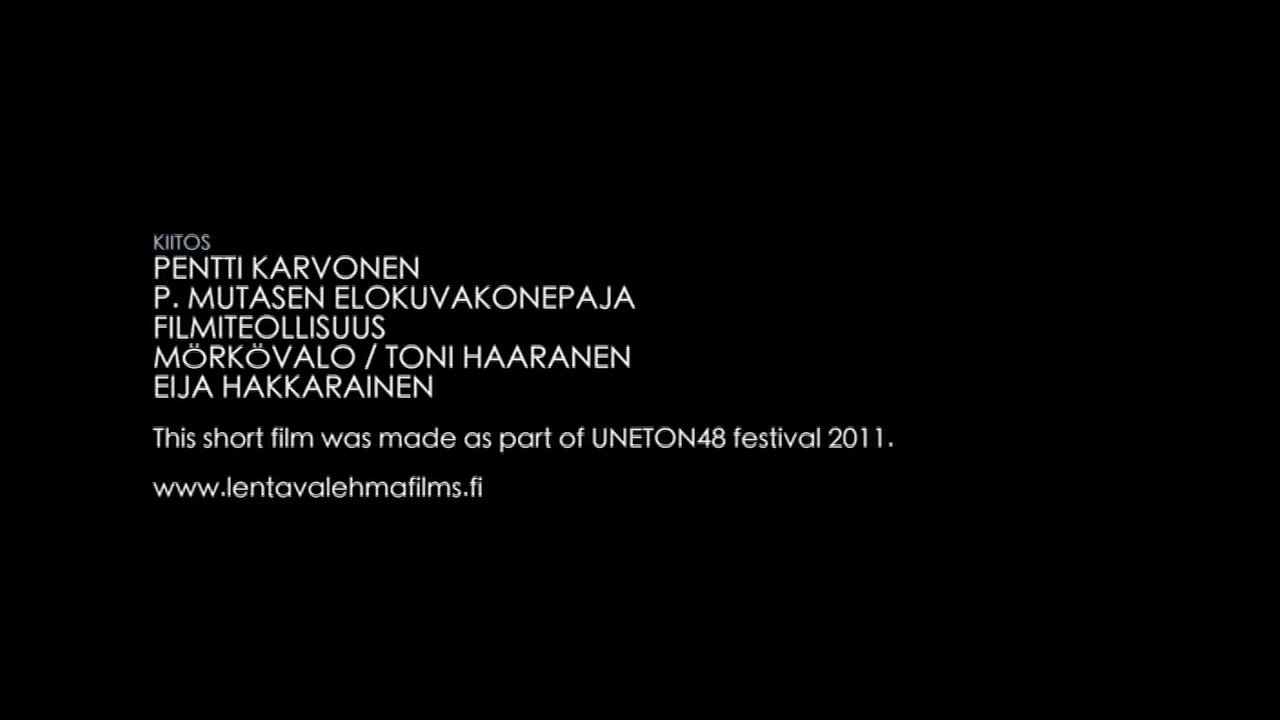 KIITOS
PENTTI KARVONEN
P. MUTASEN ELOKUVAKONEPAJA
FILMITEOLLISUUS
MÖRKÖVALO / TONI HAARANEN
EIJA HAKKARAINEN
This short film was made as part of UNETON48 festival 2011.
www.lentavalehmafilms.fi